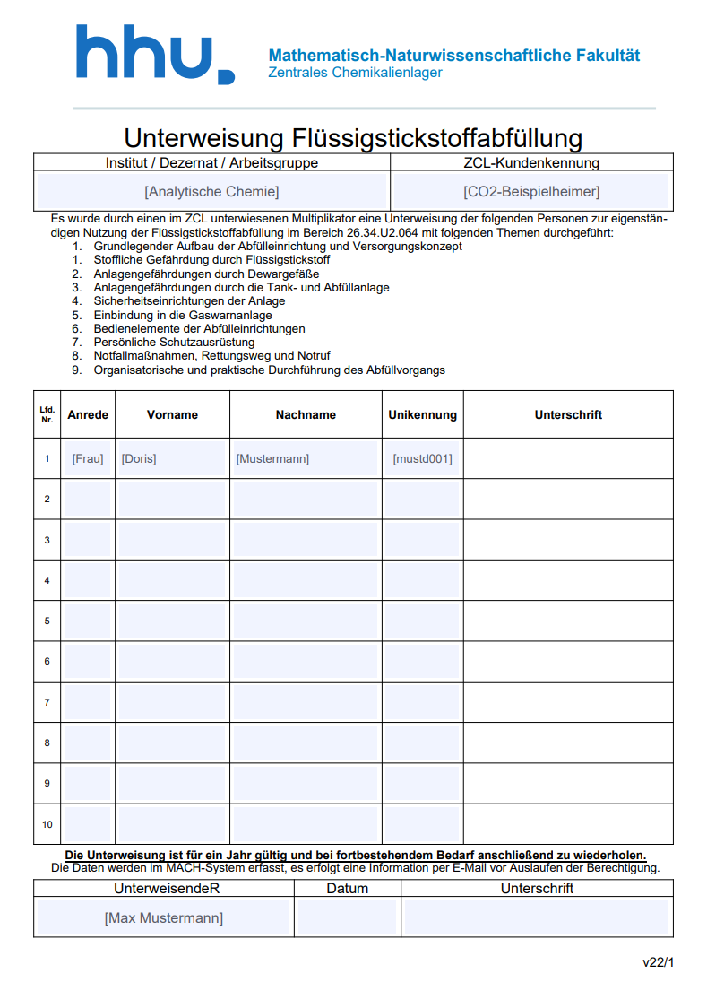 hhu.
Mathematisch-Naturwissenschaftliche Fakultät
Zentrales Chemikalienlager
Unterweisung Flüssigstickstoffabfüllung
Institut / Dezernat / Arbeitsgruppe ZCL-Kundenkennung
[Analytische Chemie] [CO2-Beispielheimer]
Es wurde durch einen im ZCL unterwiesenen Multiplikator eine Unterweisung der folgenden Personen zur eigenstän-
digen Nutzung der Flüssigstickstoffabfüllung im Bereich 26.34.U2.064 mit folgenden Themen durchgeführt:
1. Grundlegender Aufbau der Abfülleinrichtung und Versorgungskonzept
1. Stoffliche Gefährdung durch Flüssigstickstoff
2. Anlagengefährdungen durch Dewargefäße
3. Anlagengefährdungen durch die Tank- und Abfüllanlage
4. Sicherheitseinrichtungen der Anlage
5. Einbindung in die Gaswarnanlage
6. Bedienelemente der Abfülleinrichtungen
7. Persönliche Schutzausrüstung
8. Notfallmaßnahmen, Rettungsweg und Notruf
9. Organisatorische und praktische Durchführung des Abfüllvorgangs
Lfd. Nr. Anrede Vorname Nachname Unikennung Unterschrift
1 [Frau] [Doris] [Mustermann] [mustd001]
2
3
4
5
6
7
8
9
10
Die Unterweisung ist für ein Jahr gültig und bei fortbestehendem Bedarf anschließend zu wiederholen.
Die Daten werden im MACH-System erfasst, es erfolgt eine Information per E-Mail vor Auslaufen der Berechtigung.
UnterweisendeR Datum Unterschrift
[Max Mustermann]
v22/1